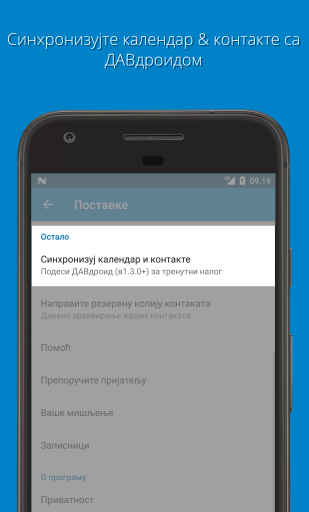 Синхронизујте календар & контакте са
ДАВдроидом
09.19
Поставке
Остало
Синхронизуј календар и контакте
Подеси ДАВдроид (в1.3.0+) за тренутни налог
Направите резервну копију контаката
Дневно архивирање ваших контаката
Помоћ
Препоручите пријатељу
Ваше мишљење
Записници
О програму
Приватност